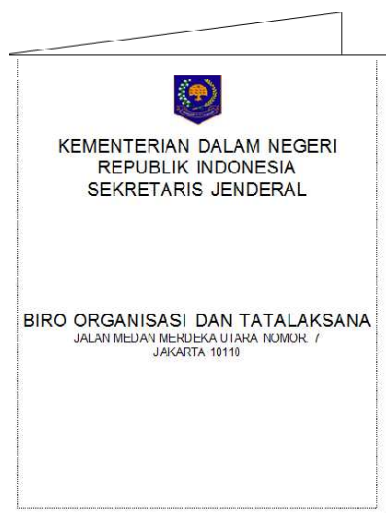 KEMENTERIAN DALAM NEGERI
REPUBLIK INDONESIA
SEKRETARIS JENDERAL
BIRO ORGANISASI DAN TATALAKSANA
JALAN MEDAN MERDEKA UTARA NOMOR. 7
JAKARTA 10110